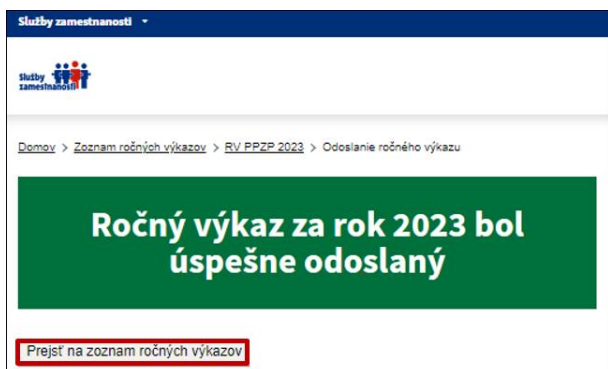 Služby zamestnanosti
Služby
zamestnanosti
Domov > Zoznam ročných výkazov > RV PPZP 2023 > Odoslanie ročného výkazu
Ročný výkaz za rok 2023 bol
úspešne odoslaný
Prejsť na zoznam ročných výkazov